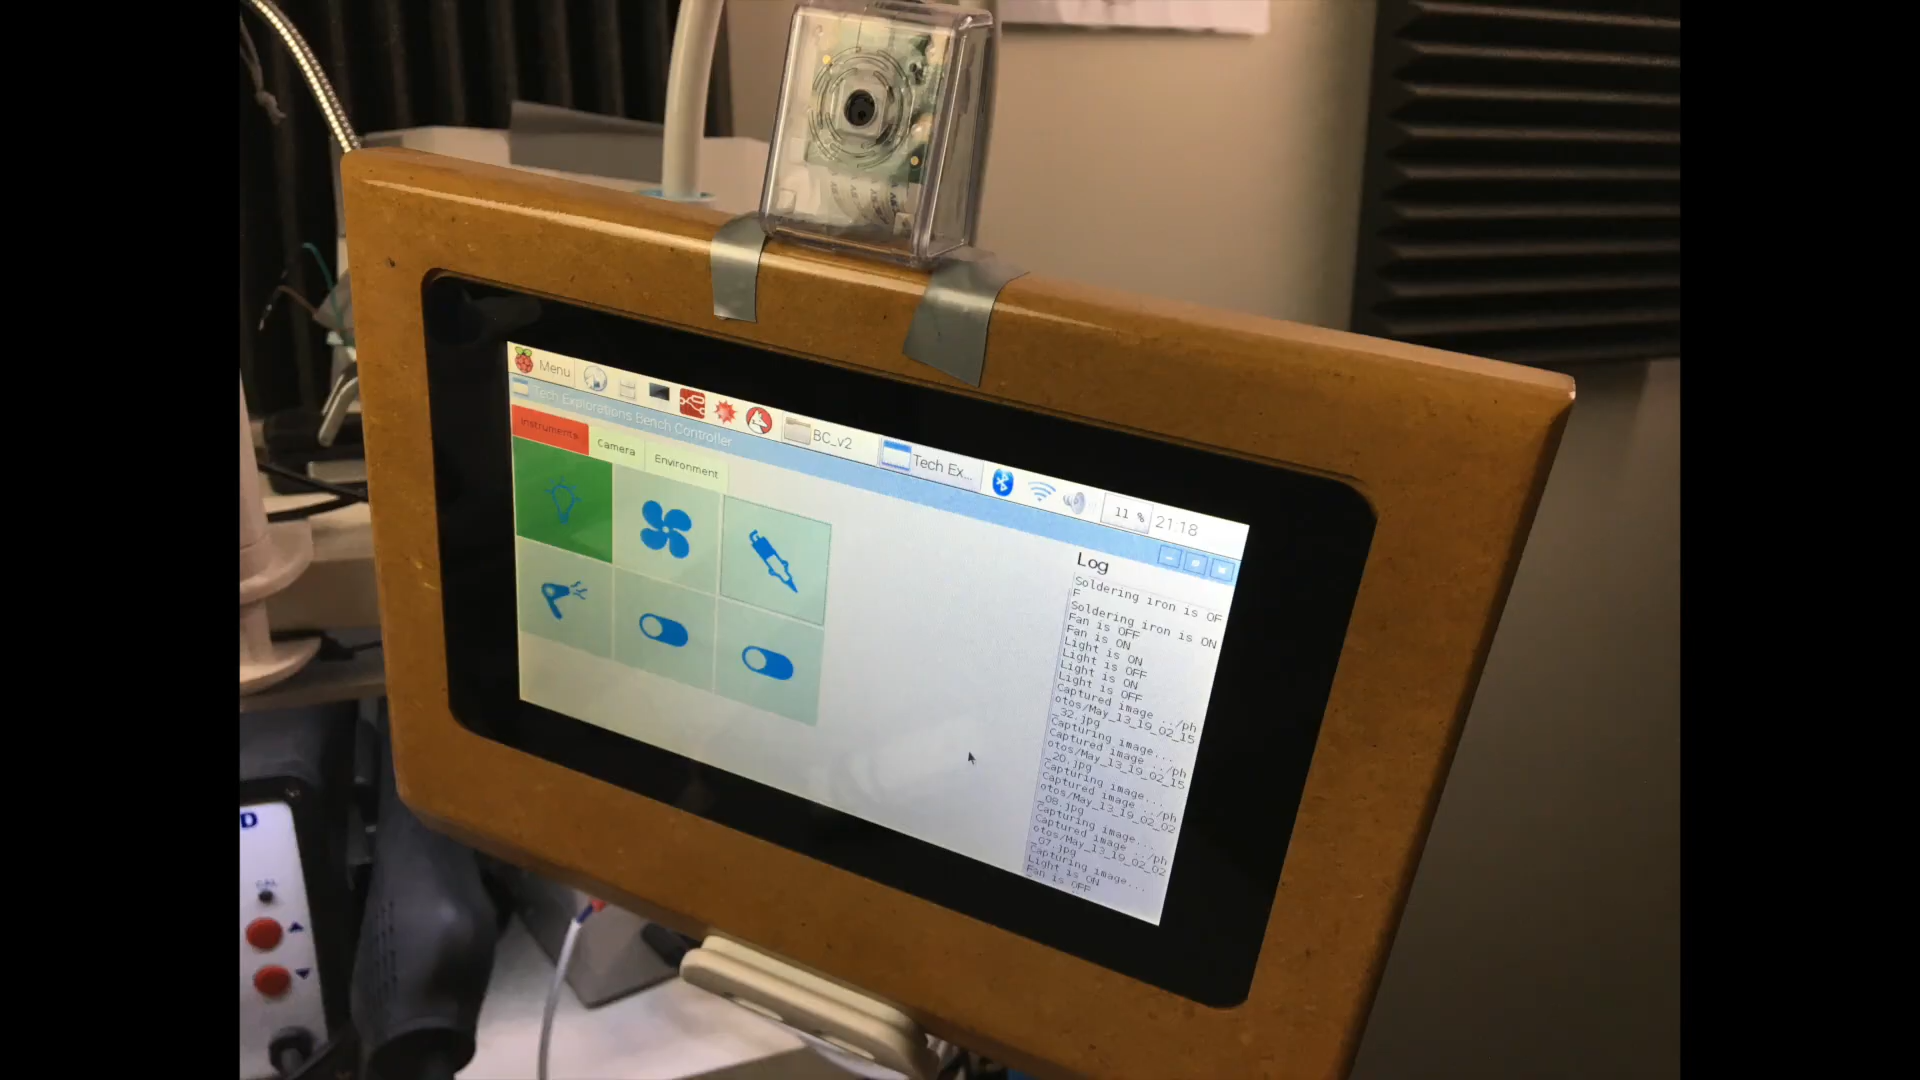 Menu
BC_v2
Tech Ex...
11 %
21:18
Tech Explorations Bench Controller
Instruments
Camera
Environment
Log
Soldering iron is OF
F
Soldering iron is ON
Fan is OFF
Fan is ON
Light is ON
Light is OFF
Light is ON
Light is OFF
Captured image ../ph
otos/May_13_19_02_15
_32.jpg
Capturing image...
Captured image ../ph
otos/May_13_19_02_15
_20.jpg
Capturing image...
Captured image ../ph
otos/May_13_19_02_02
_08.jpg
Capturing image...
Captured image ../ph
otos/May_13_19_02_02
_07.jpg
Capturing image...
Light is ON
Fan is OFF
D
CAL